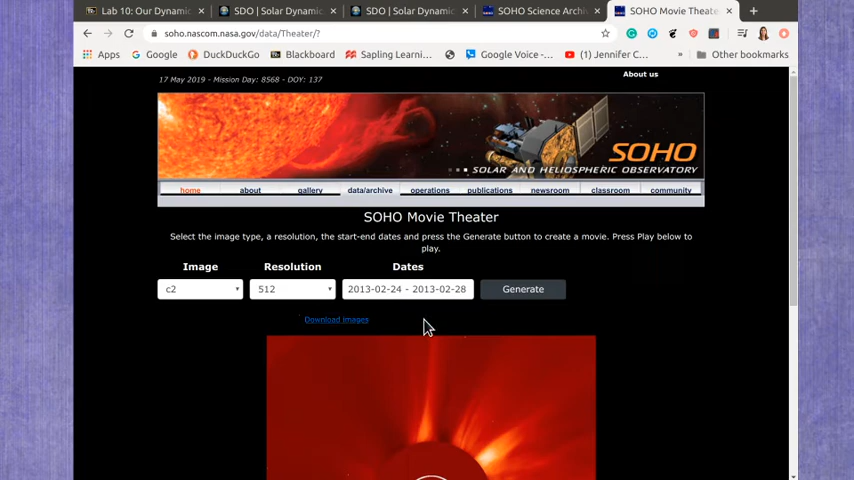 Lab 10: Our Dynamic
SDO | Solar Dynamic
SDO | Solar Dynamic
SOHO Science Archi
SOHO Movie Theate
soho.nascom.nasa.gov/data/Theater/?
Apps
Google
DuckDuckGo
Blackboard
Sapling Learni...
Google Voice -...
(1) Jennifer C...
»
Other bookmarks
17 May 2019 - Mission Day: 8568 - DOY: 137
About us
SOHO
SOLAR AND HELIOSPHERIC OBSERVATORY
home about gallery data/archive operations publications newsroom classroom community
SOHO Movie Theater
Select the image type, a resolution, the start-end dates and press the Generate button to create a movie. Press Play below to
play.
Image Resolution Dates
c2 512 2013-02-24 - 2013-02-28 Generate
Download images